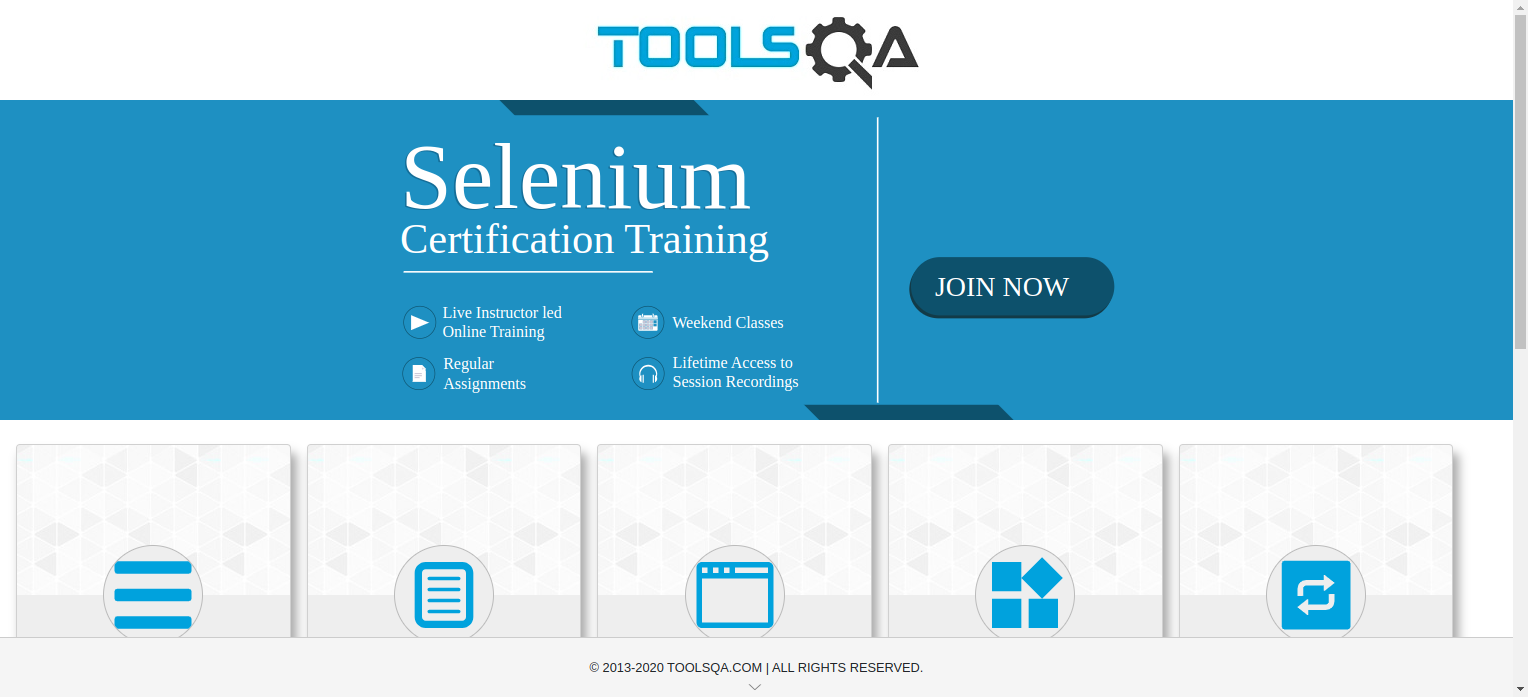 TOOLSQA
Selenium
Certification Training
JOIN NOW
Live Instructor led
Online Training
Weekend Classes
Regular
Assignments
Lifetime Access to
Session Recordings
© 2013-2020 TOOLSQA.COM | ALL RIGHTS RESERVED.